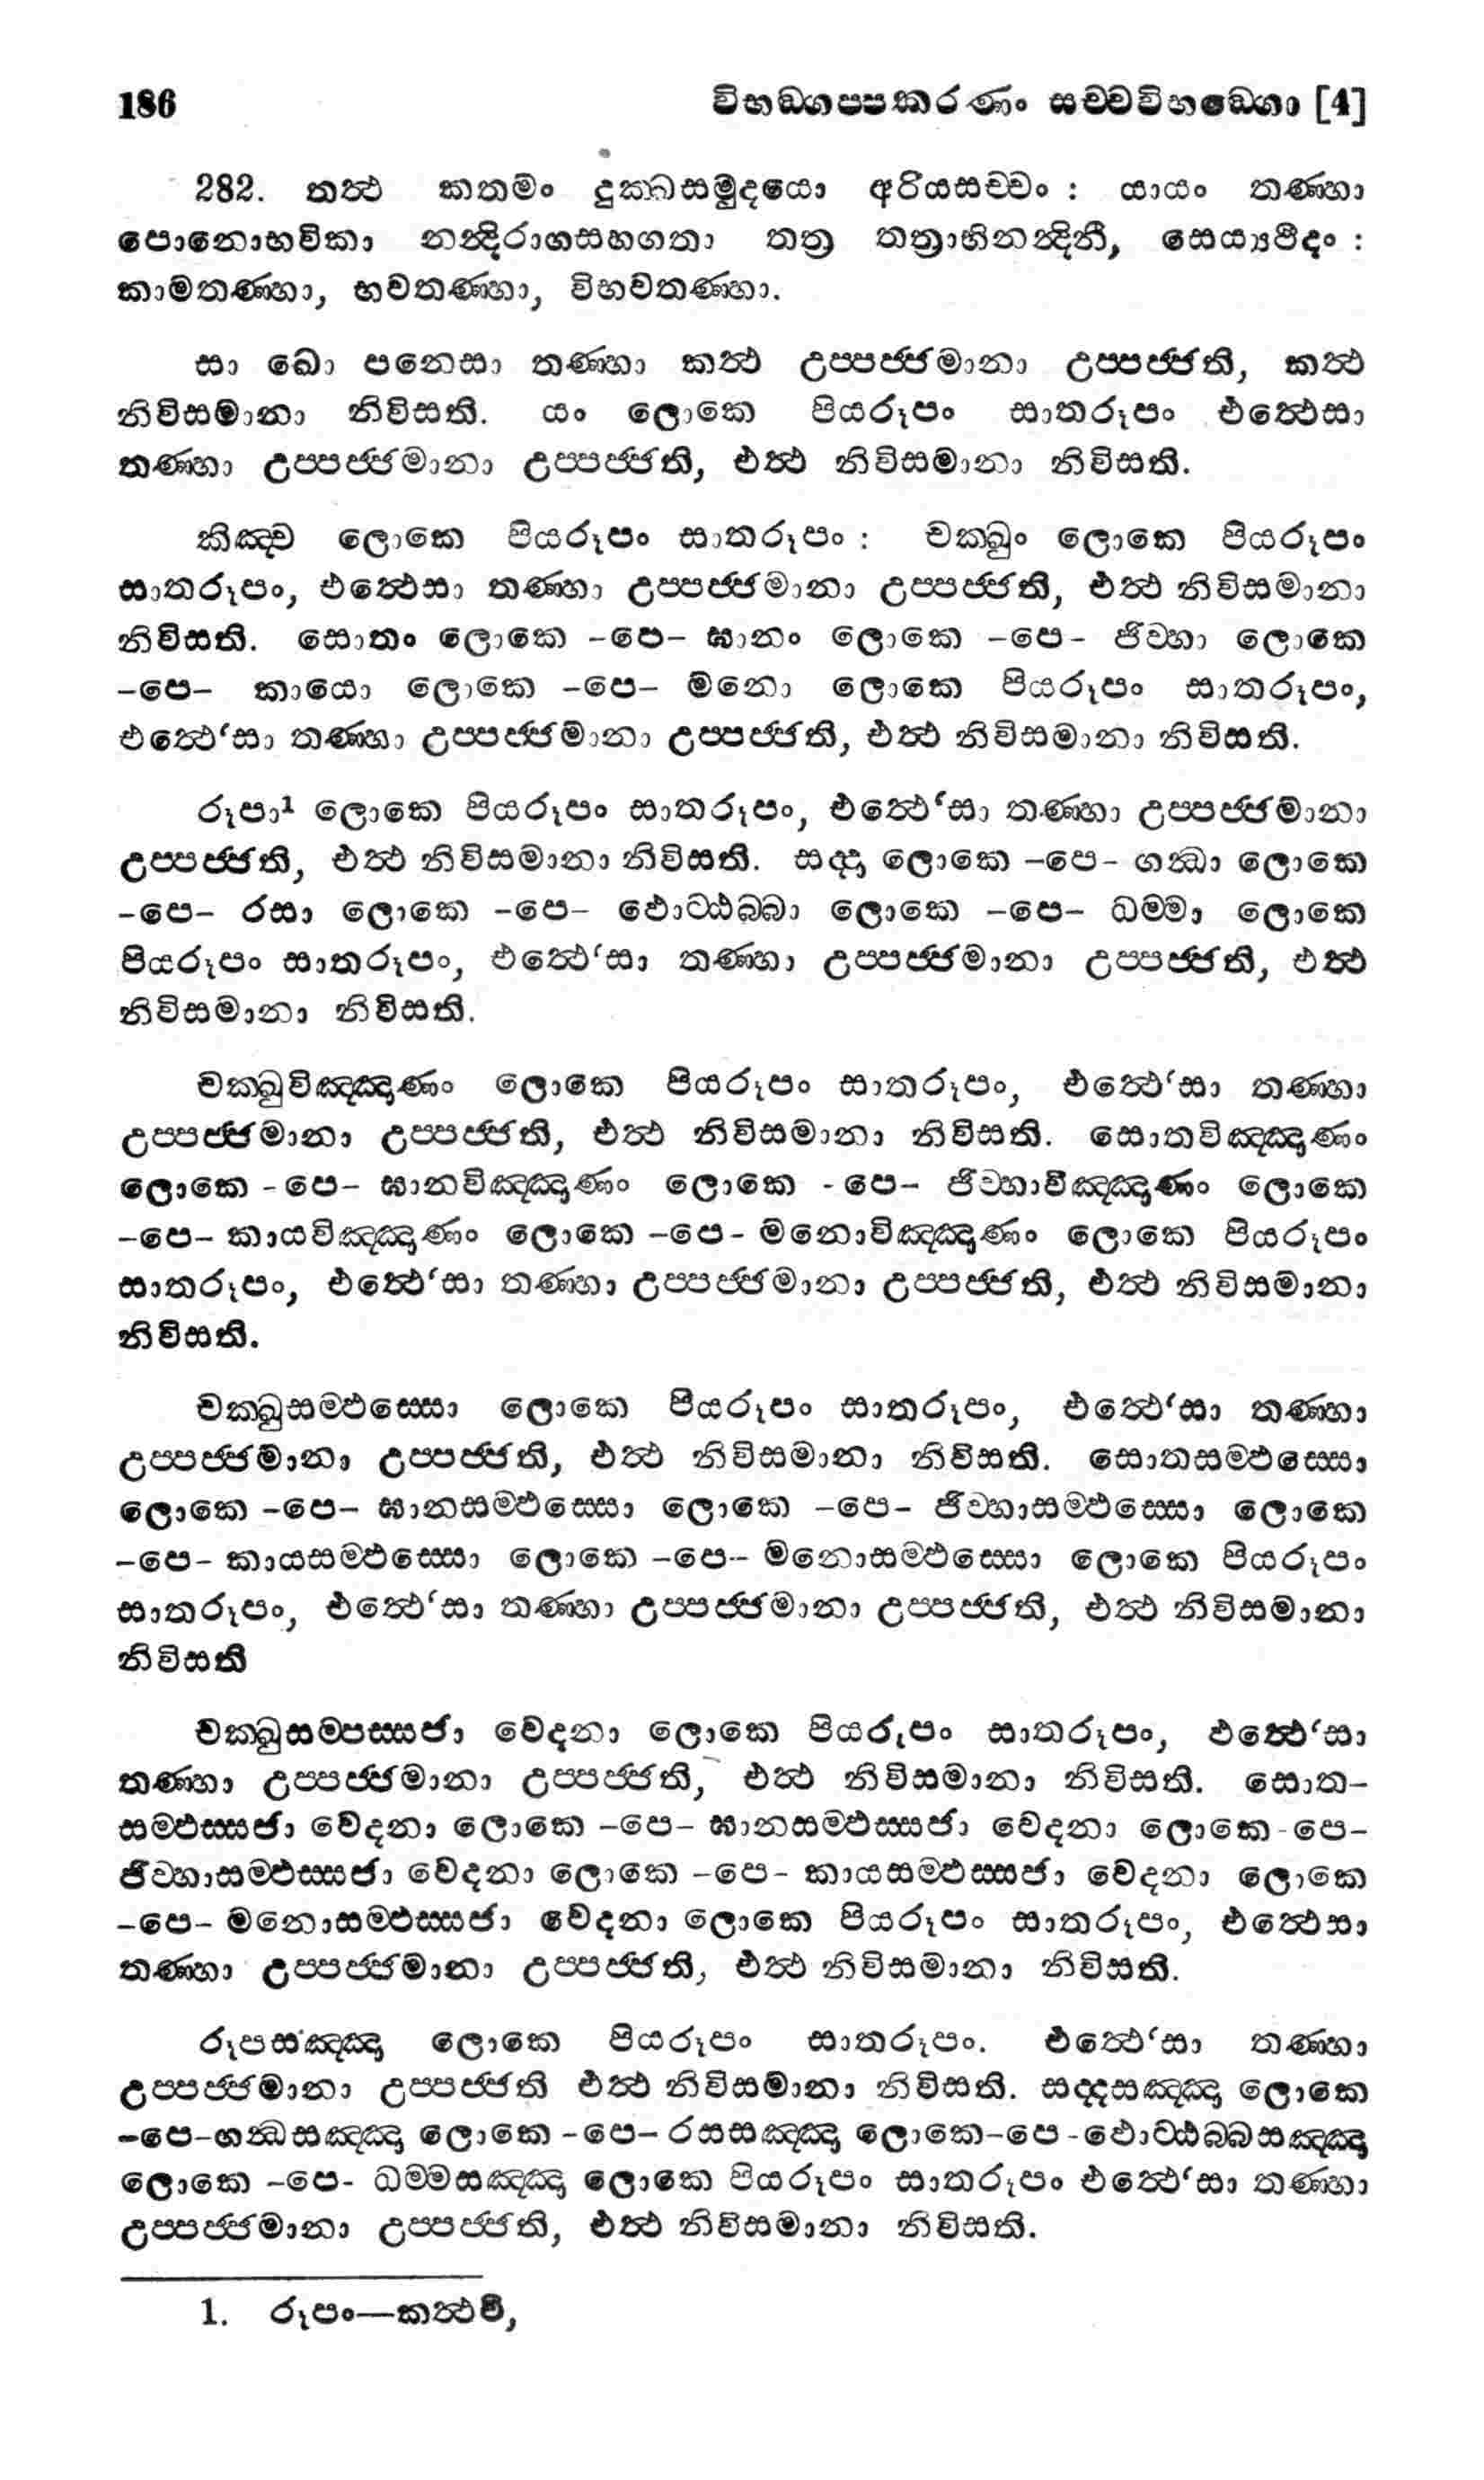 186 විභඞ්ගප්පකරණං සච්චවිභඞ්ගො [4]
282. තත්ථ කතමං දුක්ඛසමුදයො අරියසච්චං : යායං තණ්හා
පොනොභවිකා නන්දිරාගසහගතා තත්‍ර තත්‍රාභිනන්දිනී, සෙය්‍යථිදං :
කාමතණ්හා, භවතණ්හා, විභවතණ්හා.
සා ඛො පනෙසා තණ්හා කත්ථ උප්පජ්ජමානා උප්පජ්ජති, කත්ථ
නිවිසමානා නිවිසති. යං ලොකෙ පියරූපං සාතරූපං එත්ථෙසා
තණ්හා උප්පජ්ජමානා උප්පජ්ජති, එත්ථ නිවිසමානා නිවිසති.
කිඤ්ච ලොකෙ පියරූපං සාතරූපං : චක්ඛුං ලොකෙ පියරූපං
සාතරූපං, එත්ථෙසා තණ්හා උප්පජ්ජමානා උප්පජ්ජති, එත්ථ නිවිසමානා
නිවිසති. සොතං ලොකෙ -පෙ- ඝානං ලොකෙ -පෙ- ජිව්හා ලොකෙ
-පෙ- කායො ලොකෙ -පෙ- මනො ලොකෙ පියරූපං සාතරූපං,
එත්ථෙ‘සා තණ්හා උප්පජ්ජමානා උප්පජ්ජති, එත්ථ නිවිසමානා නිවිසති.
රූපා¹ ලොකෙ පියරූපං සාතරූපං, එත්ථෙ‘සා තණ්හා උප්පජ්ජමානා
උප්පජ්ජති, එත්ථ නිවිසමානා නිවිසති. සද්දා ලොකෙ -පෙ- ගන්ධා ලොකෙ
-පෙ- රසා ලොකෙ -පෙ- ඵොට්ඨබ්බා ලොකෙ -පෙ- ධම්මා ලොකෙ
පියරූපං සාතරූපං, එත්ථෙ‘සා තණ්හා උප්පජ්ජමානා උප්පජ්ජති, එත්ථ
නිවිසමානා නිවිසති.
චක්ඛුවිඤ්ඤාණං ලොකෙ පියරූපං සාතරූපං, එත්ථෙ‘සා තණ්හා
උප්පජ්ජමානා උප්පජ්ජති, එත්ථ නිවිසමානා නිවිසති. සොතවිඤ්ඤාණං
ලොකෙ -පෙ- ඝානවිඤ්ඤාණං ලොකෙ -පෙ- ජිව්හාවිඤ්ඤාණං ලොකෙ
-පෙ- කායවිඤ්ඤාණං ලොකෙ -පෙ- මනොවිඤ්ඤාණං ලොකෙ පියරූපං
සාතරූපං, එත්ථෙ‘සා තණ්හා උප්පජ්ජමානා උප්පජ්ජති, එත්ථ නිවිසමානා
නිවිසති.
චක්ඛුසම්ඵස්සො ලොකෙ පියරූපං සාතරූපං, එත්ථෙ‘සා තණ්හා
උප්පජ්ජමානා උප්පජ්ජති, එත්ථ නිවිසමානා නිවිසති. සොතසම්ඵස්සො
ලොකෙ -පෙ- ඝානසම්ඵස්සො ලොකෙ -පෙ- ජිව්හාසම්ඵස්සො ලොකෙ
-පෙ- කායසම්ඵස්සො ලොකෙ -පෙ- මනොසම්ඵස්සො ලොකෙ පියරූපං
සාතරූපං, එත්ථෙ‘සා තණ්හා උප්පජ්ජමානා උප්පජ්ජති, එත්ථ නිවිසමානා
නිවිසති
චක්ඛුසම්පස්සජා වෙදනා ලොකෙ පියරූපං සාතරූපං, ඵත්ථෙ‘සා
තණ්හා උප්පජ්ජමානා උප්පජ්ජති, එත්ථ නිවිසමානා නිවිසති. සොත-
සම්ඵස්සජා වෙදනා ලොකෙ -පෙ- ඝානසම්ඵස්සජා වෙදනා ලොකෙ -පෙ-
ජිව්හාසම්ඵස්සජා වෙදනා ලොකෙ -පෙ- කායසම්ඵස්සජා වෙදනා ලොකෙ
-පෙ- මනොසම්ඵස්සජා වෙදනා ලොකෙ පියරූපං සාතරූපං, එත්ථෙසා
තණ්හා උප්පජ්ජමානා උප්පජ්ජති, එත්ථ නිවිසමානා නිවිසති.
රූපසඤ්ඤා ලොකෙ පියරූපං සාතරූපං. එත්ථෙ‘සා තණ්හා
උප්පජ්ජමානා උප්පජ්ජති එත්ථ නිවිසමානා නිවිසති. සද්දසඤ්ඤා ලොකෙ
-පෙ-ගන්ධසඤ්ඤා ලොකෙ -පෙ- රසසඤ්ඤා ලොකෙ-පෙ-ඵොට්ඨබ්බසඤ්ඤා
ලොකෙ -පෙ- ධම්මසඤ්ඤා ලොකෙ පියරූපං සාතරූපං එත්ථෙ‘සා තණ්හා
උප්පජ්ජමානා උප්පජ්ජති, එත්ථ නිවිසමානා නිවිසති.
1. රූපං—කත්ථචි,